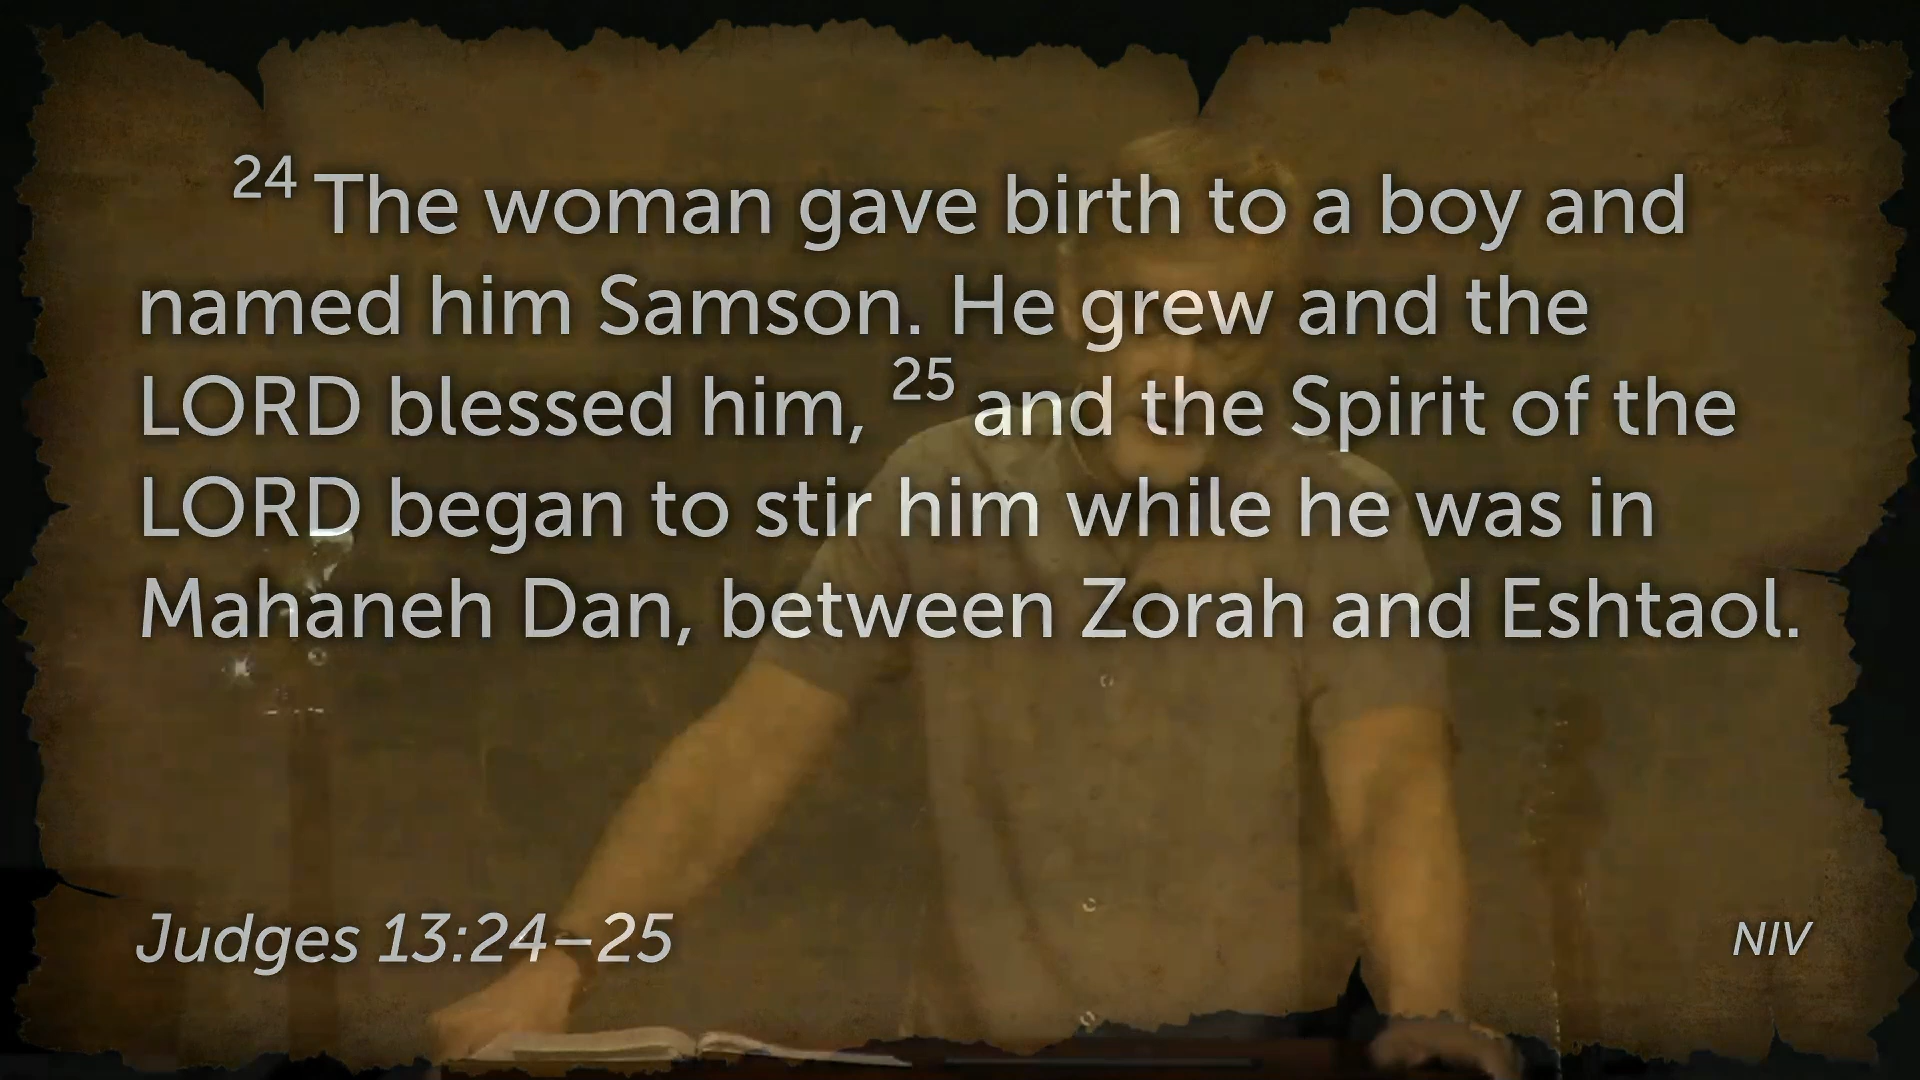 24 The woman gave birth to a boy and
named him Samson. He grew and the
LORD blessed him, 25 and the Spirit of the
LORD began to stir him while he was in
Mahaneh Dan, between Zorah and Eshtaol.
Judges 13:24–25
NIV